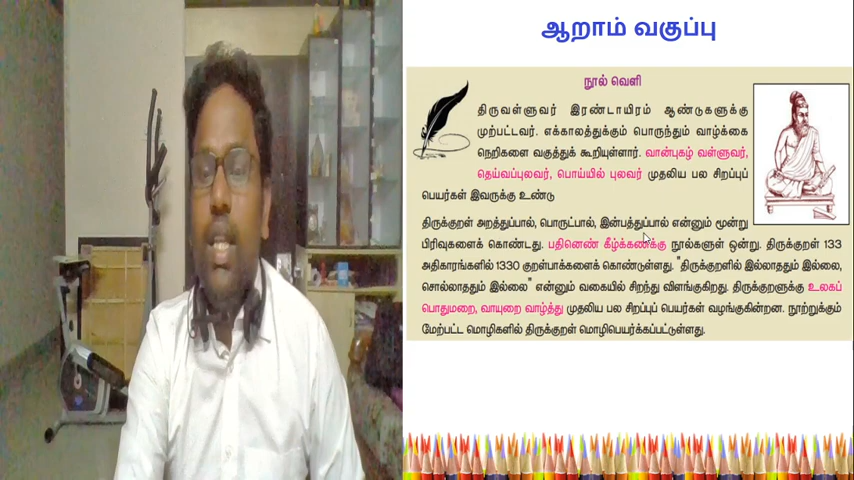 ஆறாம் வகுப்பு
நூல் வெளி
திருவள்ளுவர் இரண்டாயிரம் ஆண்டுகளுக்கு
முற்பட்டவர். எக்காலத்துக்கும் பொருந்தும் வாழ்க்கை
நெறிகளை வகுத்துக் கூறியுள்ளார். வான்புகழ் வள்ளுவர்,
தெய்வப்புலவர், பொய்யில் புலவர் முதலிய பல சிறப்புப்
பெயர்கள் இவருக்கு உண்டு
திருக்குறள் அறத்துப்பால், பொருட்பால், இன்பத்துப்பால் என்னும் மூன்று
பிரிவுகளைக் கொண்டது. பதினெண் கீழ்க்கணக்கு நூல்களுள் ஒன்று. திருக்குறள் 133
அதிகாரங்களில் 1330 குறள்பாக்களைக் கொண்டுள்ளது. "திருக்குறளில் இல்லாததும் இல்லை,
சொல்லாததும் இல்லை" என்னும் வகையில் சிறந்து விளங்குகிறது. திருக்குறளுக்கு உலகப்
பொதுமறை, வாயுறை வாழ்த்து முதலிய பல சிறப்புப் பெயர்கள் வழங்குகின்றன. நூற்றுக்கும்
மேற்பட்ட மொழிகளில் திருக்குறள் மொழிபெயர்க்கப்பட்டுள்ளது.